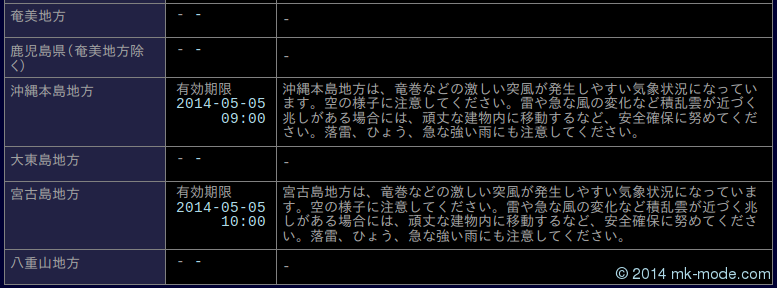 奄美地方 - - -
鹿児島県(奄美地方除 - - -
く)
沖縄本島地方 有効期限 沖縄本島地方は、竜巻などの激しい突風が発生しやすい気象状況になってい
2014-05-05 ます。空の様子に注意してください。雷や急な風の変化など積乱雲が近づく
09:00 兆しがある場合には、頑丈な建物内に移動するなど、安全確保に努めてくだ
さい。落雷、ひょう、急な強い雨にも注意してください。
大東島地方 - - -
宮古島地方 有効期限 宮古島地方は、竜巻などの激しい突風が発生しやすい気象状況になっていま
2014-05-05 す。空の様子に注意してください。雷や急な風の変化など積乱雲が近づく兆
10:00 しがある場合には、頑丈な建物内に移動するなど、安全確保に努めてくださ
い。落雷、ひょう、急な強い雨にも注意してください。
八重山地方 - - -
© 2014 mk-mode.com